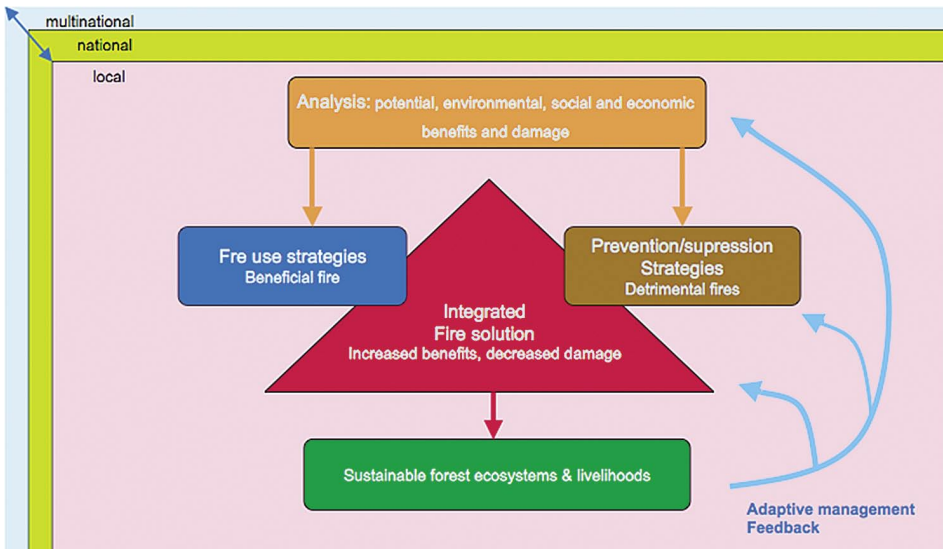 multinational
national
local
Analysis: potential, environmental, social and economic
benefits and damage
Fre use strategies
Beneficial fire
Prevention/supression
Strategies
Detrimental fires
Integrated
Fire solution
Increased benefits, decreased damage
Sustainable forest ecosystems & livelihoods
Adaptive management
Feedback